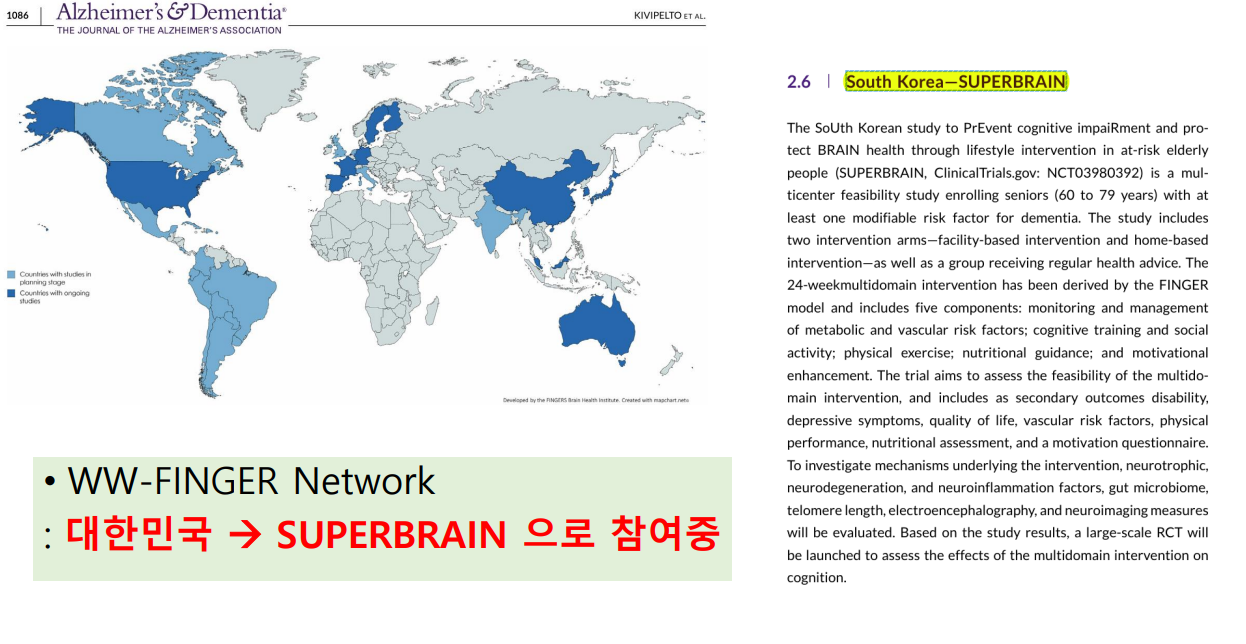 1086
Alzheimer's & Dementia®
THE JOURNAL OF THE ALZHEIMER'S ASSOCIATION
KIVIPELTO ET AL.
Countries with studies in
planning stage
Countries with ongoing
studies
Developed by the FINGERS Brain Health Institute. Created with mapchart.net©
• WW-FINGER Network
: 대한민국 → SUPERBRAIN 으로 참여중
2.6 | South Korea—SUPERBRAIN
The SoUth Korean study to PrEvent cognitive impaiRment and pro-
tect BRAIN health through lifestyle intervention in at-risk elderly
people (SUPERBRAIN, ClinicalTrials.gov: NCT03980392) is a mul-
ticenter feasibility study enrolling seniors (60 to 79 years) with at
least one modifiable risk factor for dementia. The study includes
two intervention arms—facility-based intervention and home-based
intervention—as well as a group receiving regular health advice. The
24-weekmultidomain intervention has been derived by the FINGER
model and includes five components: monitoring and management
of metabolic and vascular risk factors; cognitive training and social
activity; physical exercise; nutritional guidance; and motivational
enhancement. The trial aims to assess the feasibility of the multido-
main intervention, and includes as secondary outcomes disability,
depressive symptoms, quality of life, vascular risk factors, physical
performance, nutritional assessment, and a motivation questionnaire.
To investigate mechanisms underlying the intervention, neurotrophic,
neurodegeneration, and neuroinflammation factors, gut microbiome,
telomere length, electroencephalography, and neuroimaging measures
will be evaluated. Based on the study results, a large-scale RCT will
be launched to assess the effects of the multidomain intervention on
cognition.